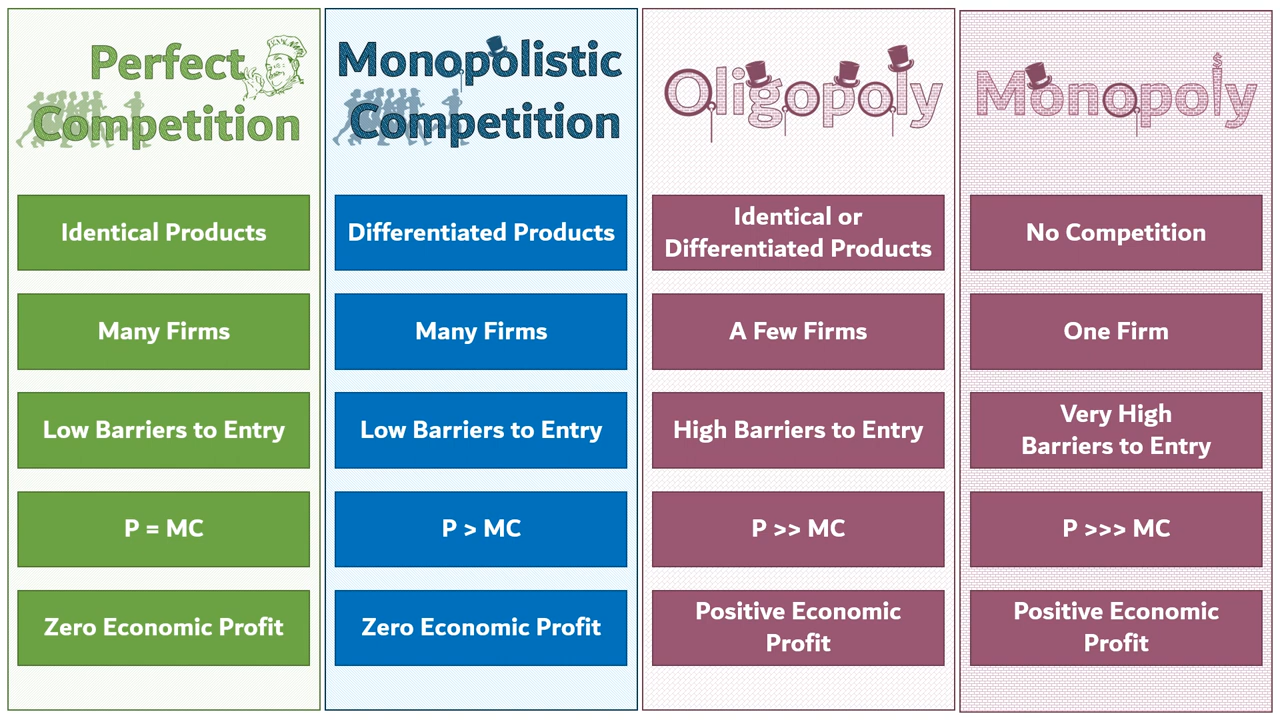 Perfect
Competition
Identical Products
Many Firms
Low Barriers to Entry
P = MC
Zero Economic Profit
Monopolistic
Competition
Differentiated Products
Many Firms
Low Barriers to Entry
P > MC
Zero Economic Profit
Oligopoly
Identical or
Differentiated Products
A Few Firms
High Barriers to Entry
P >> MC
Positive Economic
Profit
Monopoly
No Competition
One Firm
Very High
Barriers to Entry
P >>> MC
Positive Economic
Profit